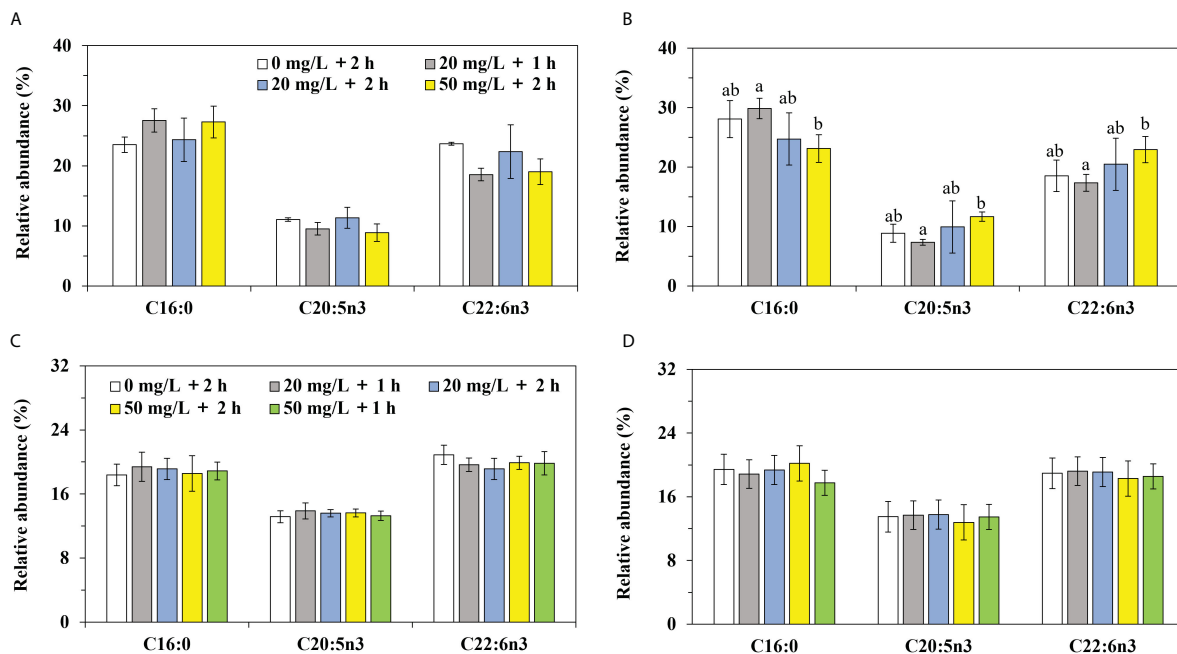 A
Relative abundance (%)
40
30
20
10
0
0 mg/L + 2 h
20 mg/L + 1 h
20 mg/L + 2 h
50 mg/L + 2 h
C16:0
C20:5n3
C22:6n3
B
Relative abundance (%)
40
30
20
10
0
ab a ab b
ab a ab b
ab a ab b
C16:0
C20:5n3
C22:6n3
C
Relative abundance (%)
32
24
16
8
0
0 mg/L + 2 h
20 mg/L + 1 h
20 mg/L + 2 h
50 mg/L + 2 h
50 mg/L + 1 h
C16:0
C20:5n3
C22:6n3
D
Relative abundance (%)
32
24
16
8
0
C16:0
C20:5n3
C22:6n3